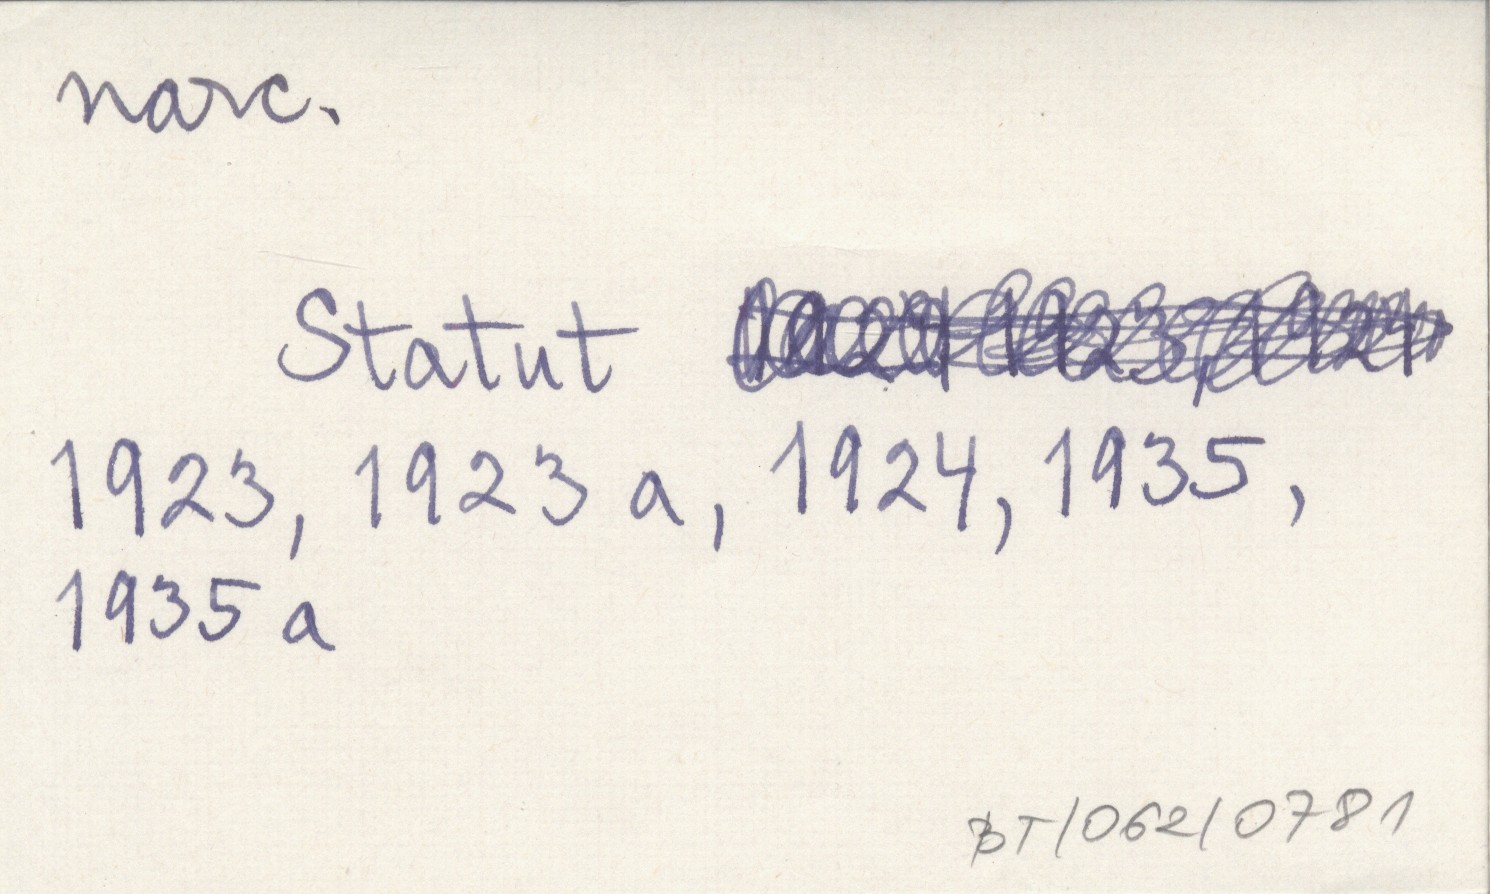 narc.
Statut
1923, 1923 a, 1924, 1935,
1935 a
BT/062/0781